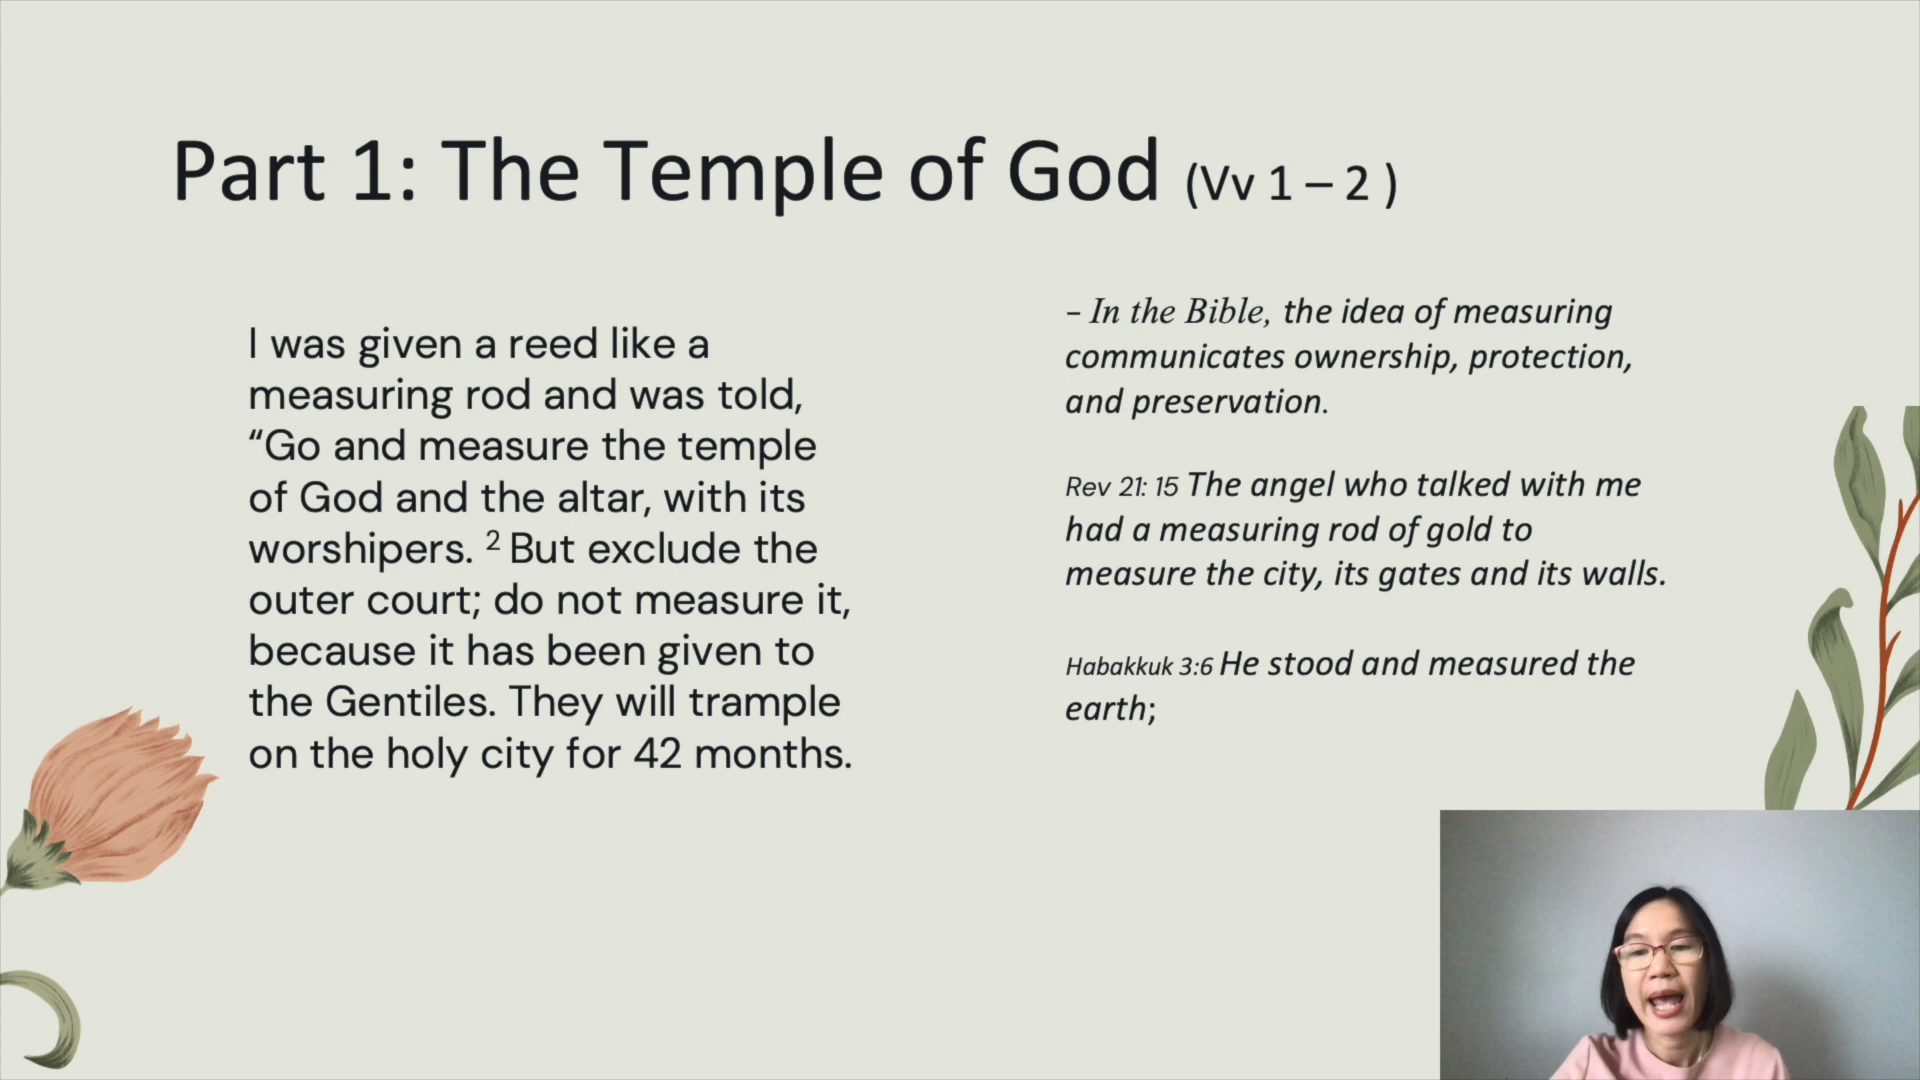 Part 1: The Temple of God (Vv 1 – 2 )
I was given a reed like a
measuring rod and was told,
“Go and measure the temple
of God and the altar, with its
worshipers. ² But exclude the
outer court; do not measure it,
because it has been given to
the Gentiles. They will trample
on the holy city for 42 months.
– In the Bible, the idea of measuring
communicates ownership, protection,
and preservation.
Rev 21: 15 The angel who talked with me
had a measuring rod of gold to
measure the city, its gates and its walls.
Habakkuk 3:6 He stood and measured the
earth;